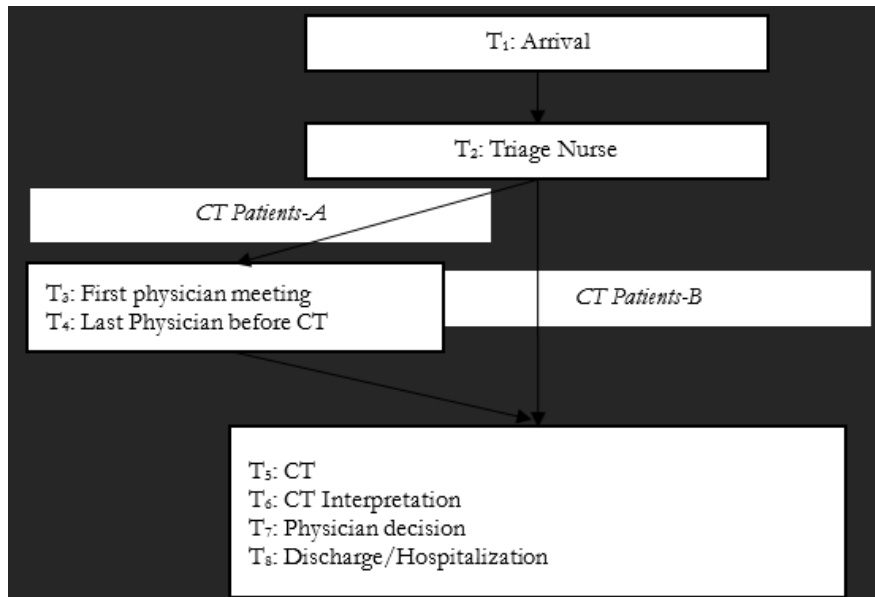 T₁: Arrival
T₂: Triage Nurse
CT Patients-A
T₃: First physician meeting
T₄: Last Physician before CT
CT Patients-B
T₅: CT
T₆: CT Interpretation
T₇: Physician decision
T₈: Discharge/Hospitalization